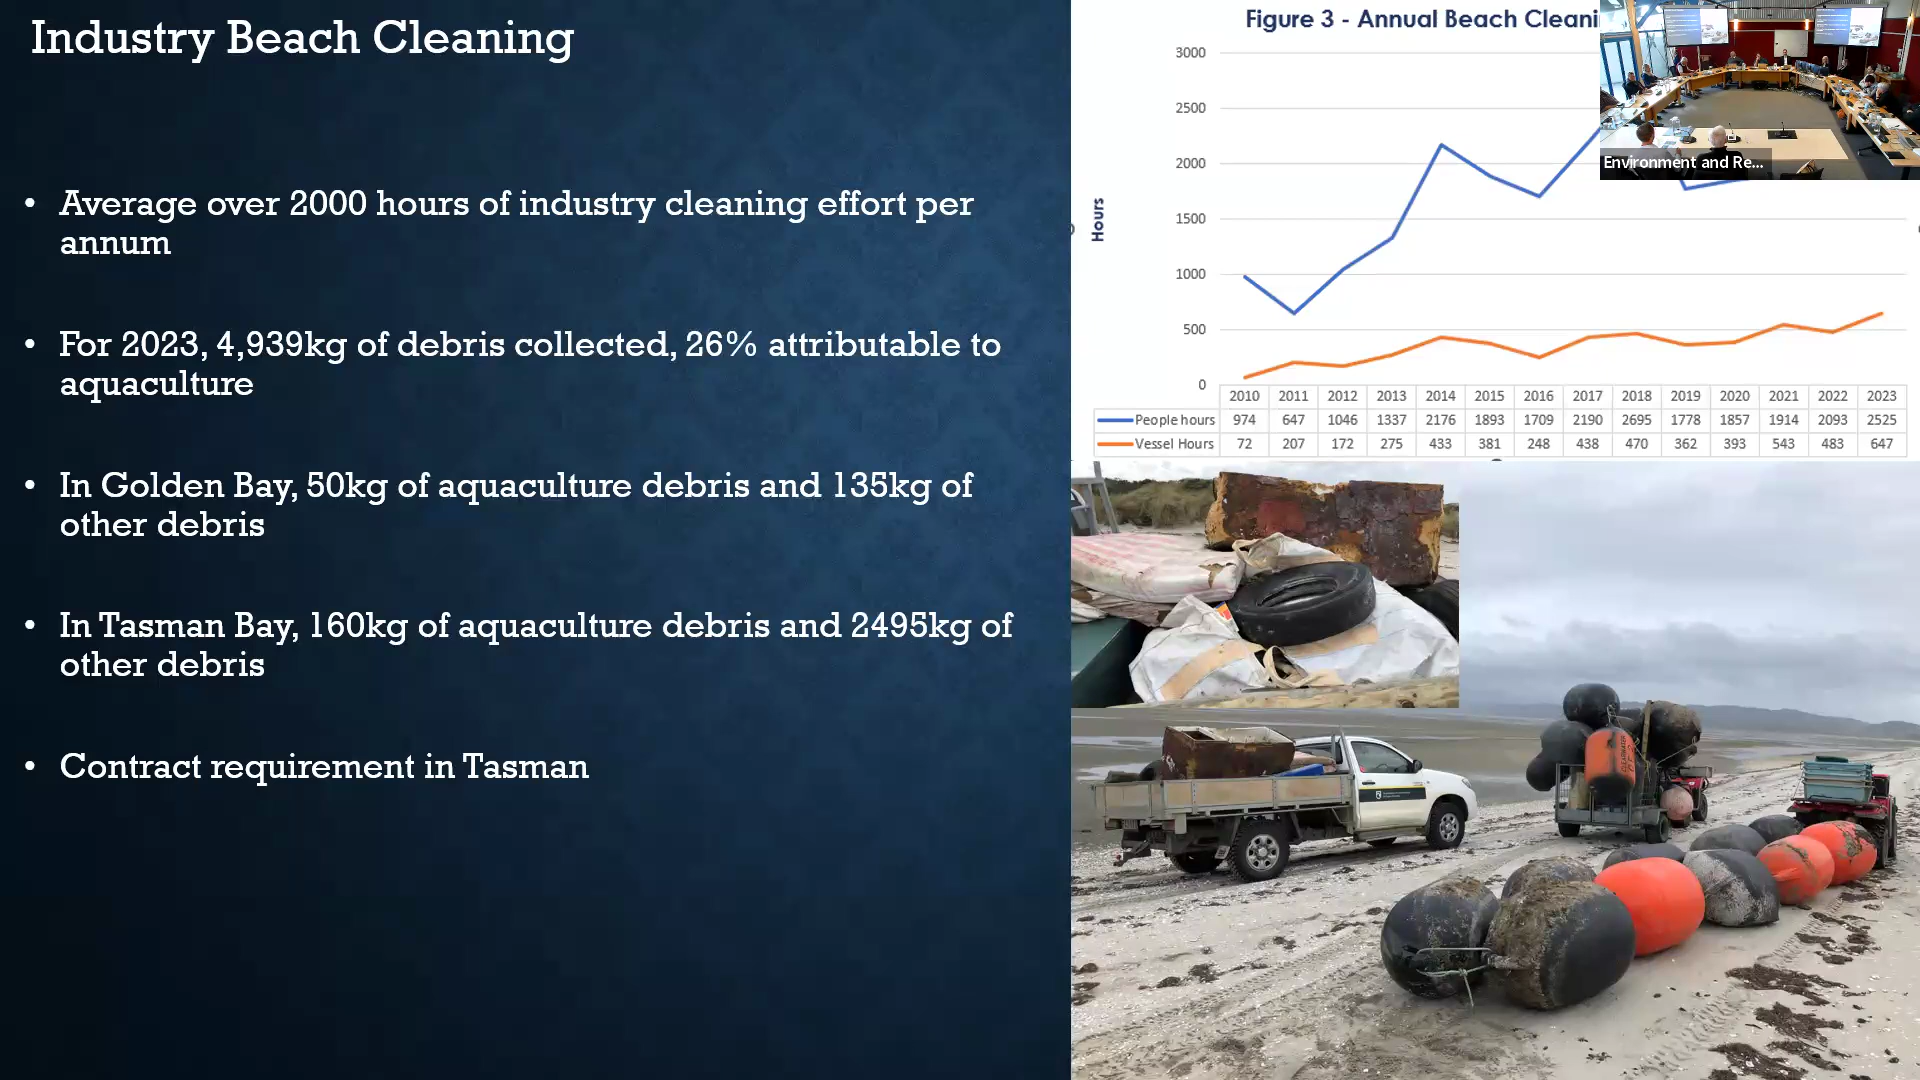 Industry Beach Cleaning
• Average over 2000 hours of industry cleaning effort per
annum
• For 2023, 4,939kg of debris collected, 26% attributable to
aquaculture
• In Golden Bay, 50kg of aquaculture debris and 135kg of
other debris
• In Tasman Bay, 160kg of aquaculture debris and 2495kg of
other debris
• Contract requirement in Tasman
Figure 3 - Annual Beach Cleani
Environment and Re...
Hours
3000
2500
2000
1500
1000
500
0
2010 2011 2012 2013 2014 2015 2016 2017 2018 2019 2020 2021 2022 2023
People hours 974 647 1046 1337 2176 1893 1709 2190 2695 1778 1857 1914 2093 2525
Vessel Hours 72 207 172 275 433 381 248 438 470 362 393 543 483 647